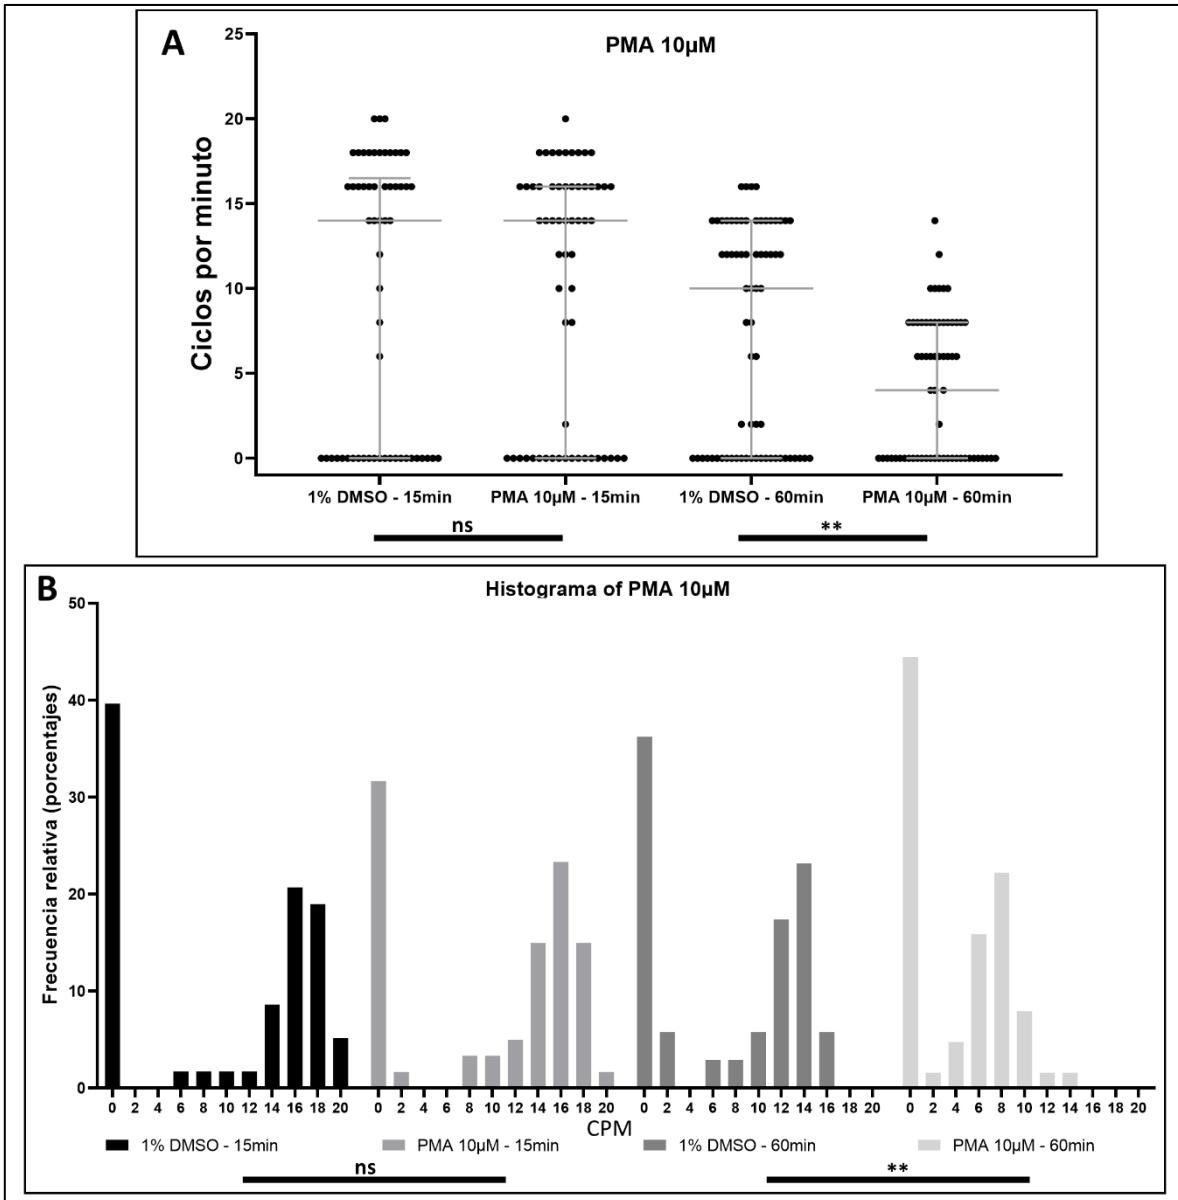 A
PMA 10µM
Ciclos por minuto
25
20
15
10
5
0
1% DMSO - 15min PMA 10µM - 15min 1% DMSO - 60min PMA 10µM - 60min
ns **
B
Histograma of PMA 10µM
Frecuencia relativa (porcentajes)
50
40
30
20
10
0
0 2 4 6 8 10 12 14 16 18 20 0 2 4 6 8 10 12 14 16 18 20 0 2 4 6 8 10 12 14 16 18 20 0 2 4 6 8 10 12 14 16 18 20
CPM
1% DMSO - 15min PMA 10µM - 15min 1% DMSO - 60min PMA 10µM - 60min
ns **